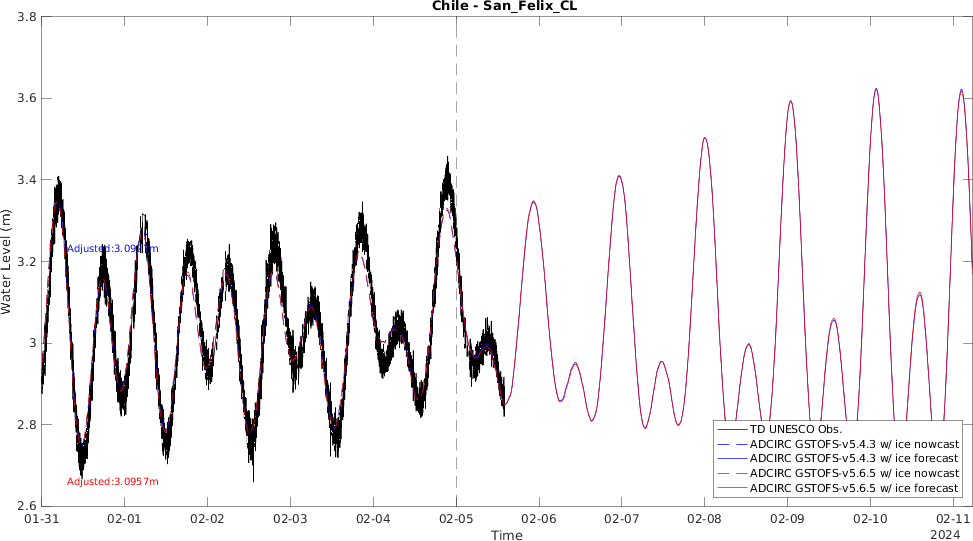 Chile - San_Felix_CL
3.8
3.6
3.4
3.2
3
2.8
2.6
Water Level (m)
Adjusted:
Adjusted:3.0957m
TD UNESCO Obs.
ADCIRC GSTOFS-v5.4.3 w/ ice nowcast
ADCIRC GSTOFS-v5.4.3 w/ ice forecast
ADCIRC GSTOFS-v5.6.5 w/ ice nowcast
ADCIRC GSTOFS-v5.6.5 w/ ice forecast
01-31 02-01 02-02 02-03 02-04 02-05 02-06 02-07 02-08 02-09 02-10 02-11
Time
2024